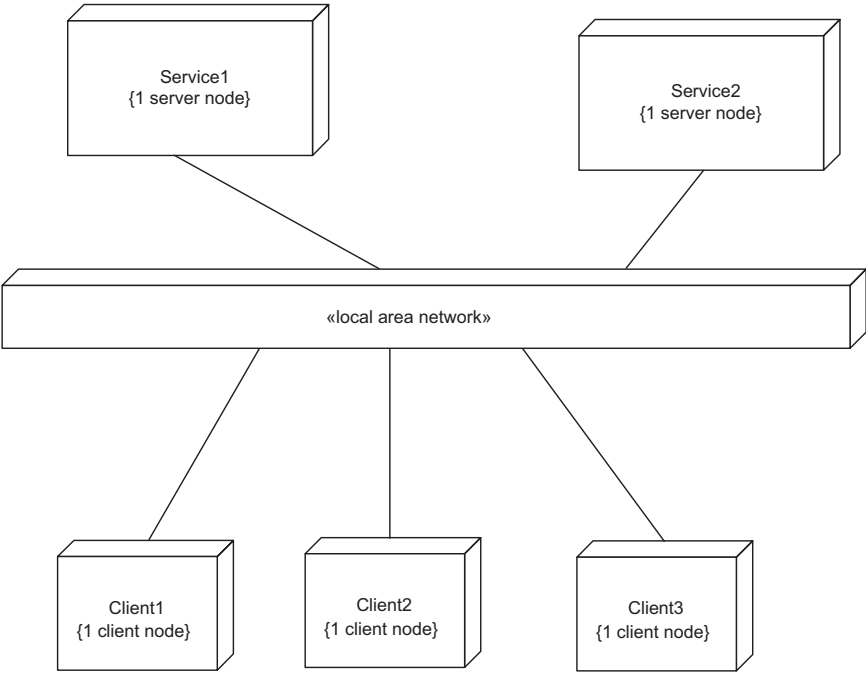 Service1
{1 server node}
Service2
{1 server node}
«local area network»
Client1
{1 client node}
Client2
{1 client node}
Client3
{1 client node}